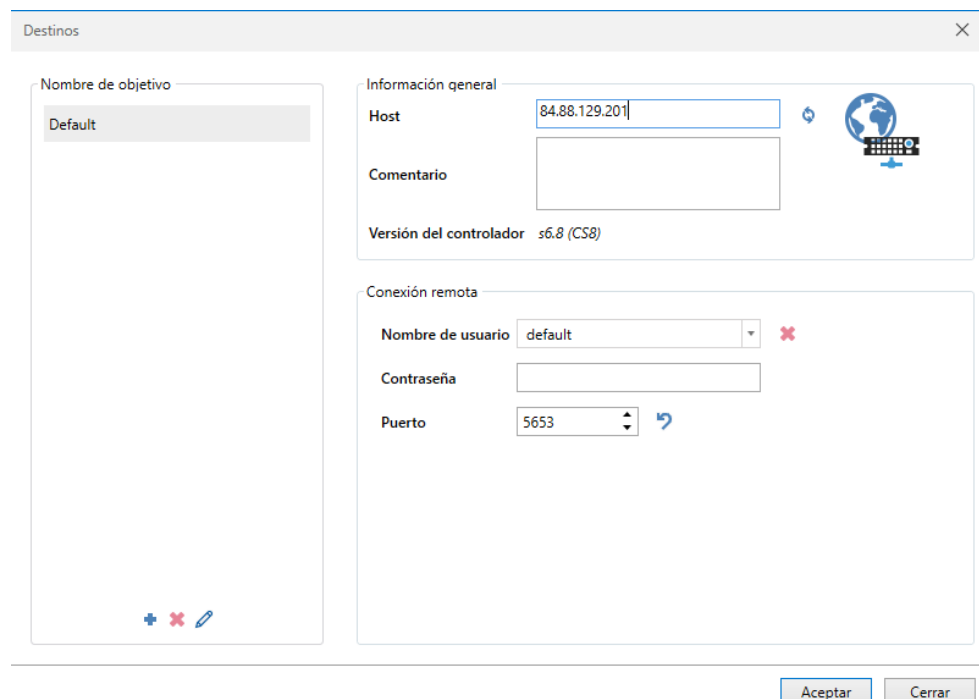 Destinos
Nombre de objetivo
Default
Información general
Host 84.88.129.201
Comentario
Versión del controlador s6.8 (CS8)
Conexión remota
Nombre de usuario default
Contraseña
Puerto 5653
Aceptar Cerrar